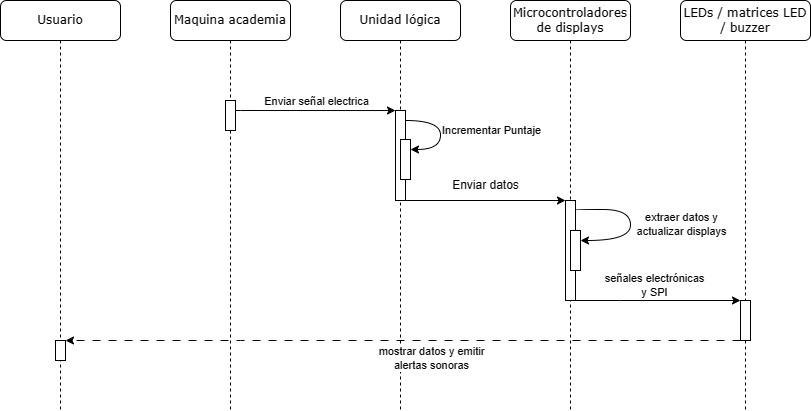 Usuario
Maquina academia
Unidad lógica
Microcontroladores
de displays
LEDs / matrices LED
/ buzzer
Enviar señal electrica
Incrementar Puntaje
Enviar datos
extraer datos y
actualizar displays
señales electrónicas
y SPI
mostrar datos y emitir
alertas sonoras